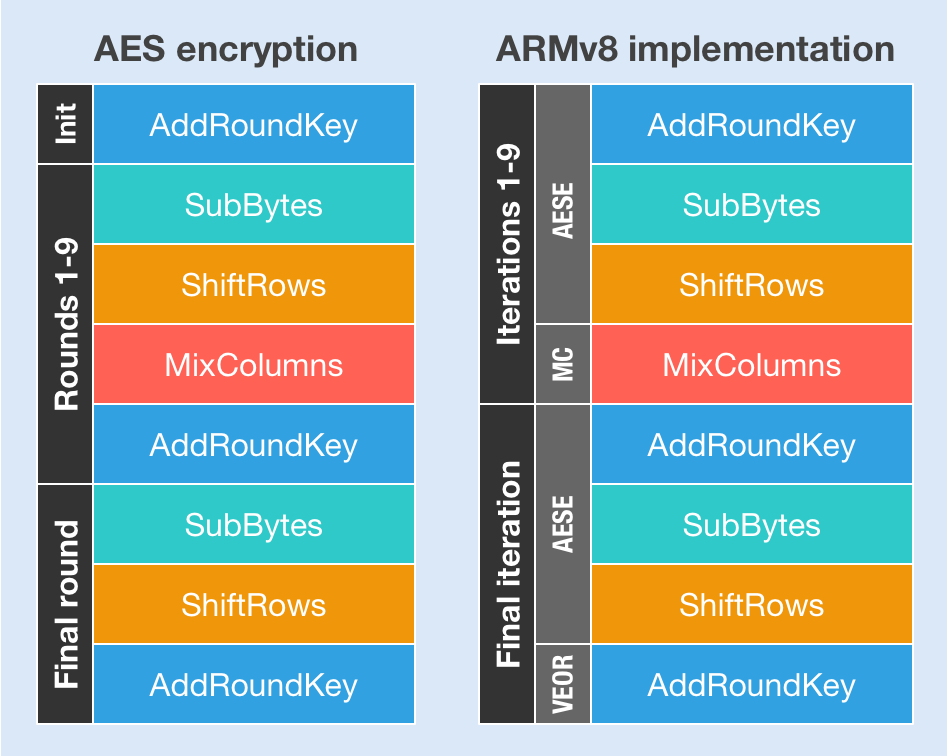 AES encryption
Init
AddRoundKey
Rounds 1-9
SubBytes
ShiftRows
MixColumns
AddRoundKey
Final round
SubBytes
ShiftRows
AddRoundKey
ARMv8 implementation
Iterations 1-9
AESE
AddRoundKey
SubBytes
ShiftRows
MC
MixColumns
Final iteration
AESE
AddRoundKey
SubBytes
ShiftRows
VEOR
AddRoundKey